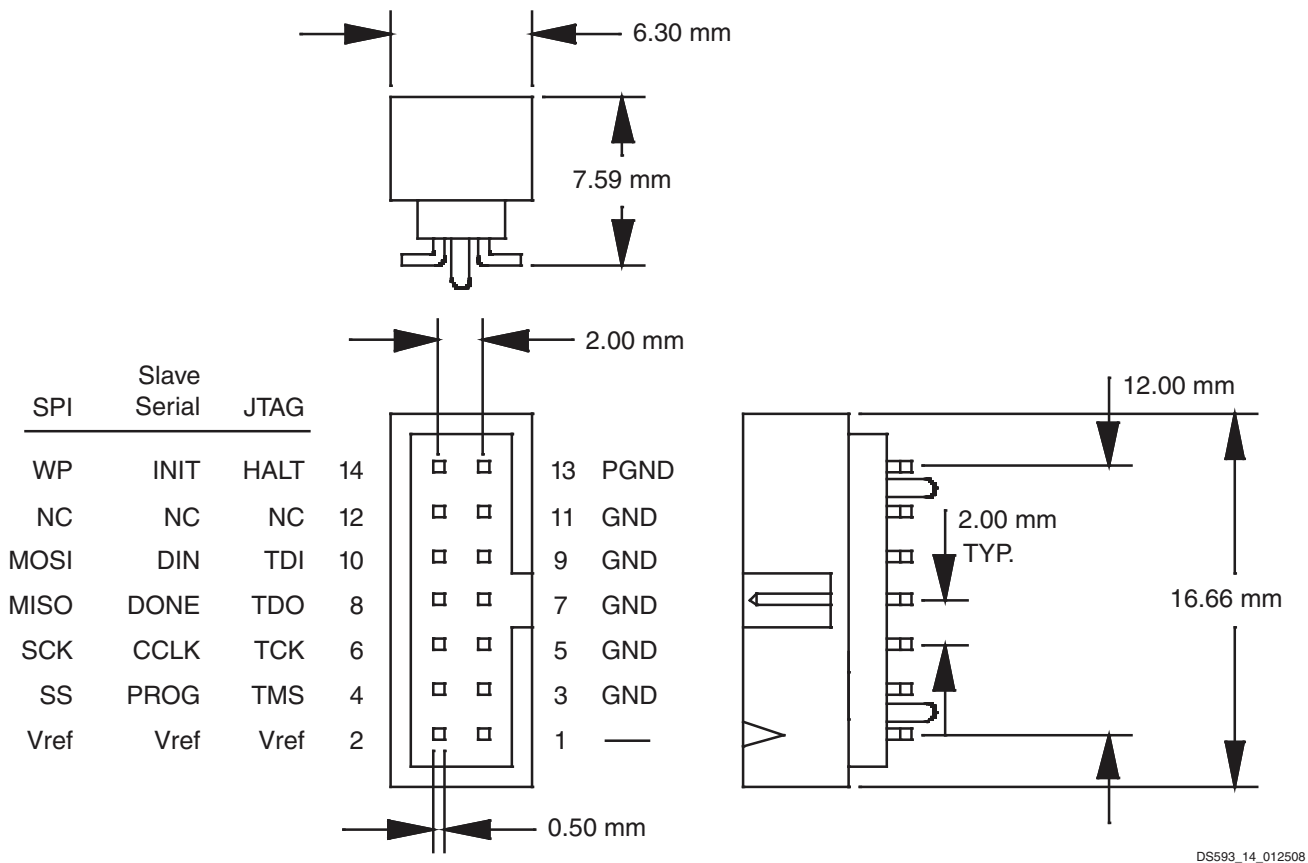 6.30 mm
7.59 mm
2.00 mm
Slave
SPI Serial JTAG
12.00 mm
WP INIT HALT 14 13 PGND
NC NC NC 12 11 GND
2.00 mm
MOSI DIN TDI 10 9 GND
TYP.
MISO DONE TDO 8 7 GND
16.66 mm
SCK CCLK TCK 6 5 GND
SS PROG TMS 4 3 GND
Vref Vref Vref 2 1 —
0.50 mm
DS593_14_012508